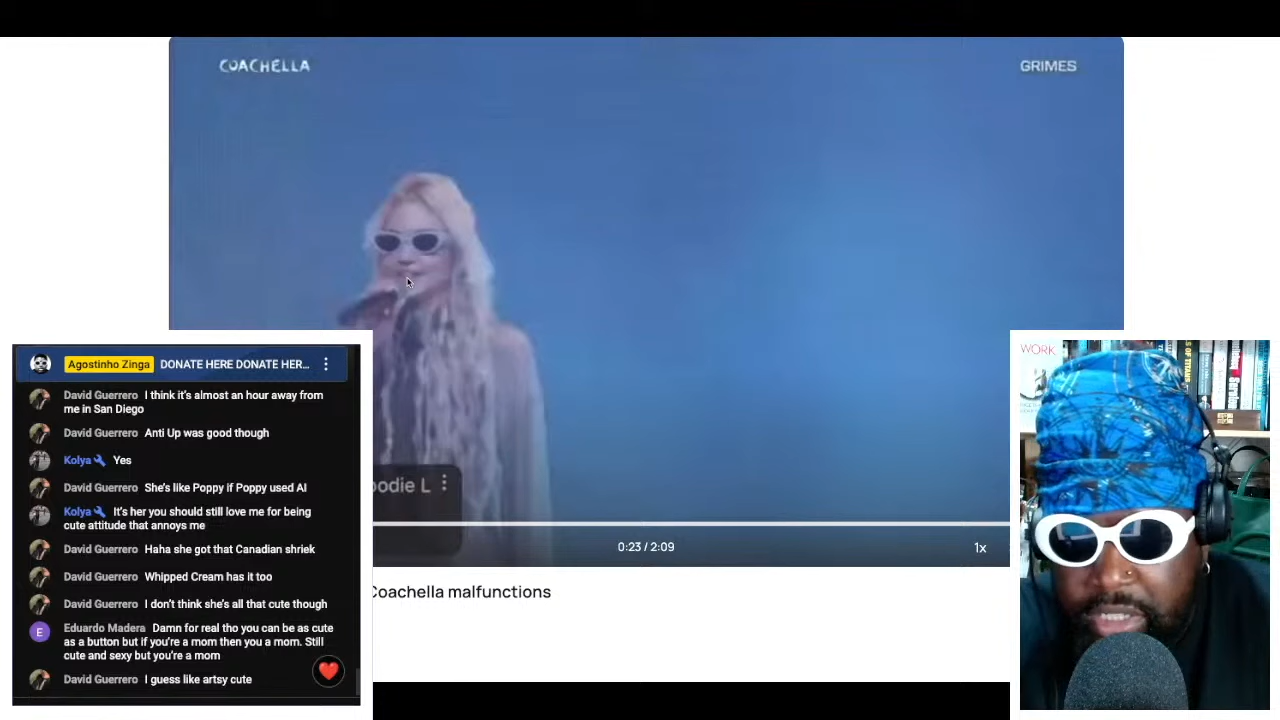 COACHELLA
GRIMES
oodie L
0:23 / 2:09
1x
Coachella malfunctions
Agostinho Zinga DONATE HERE DONATE HER...
David Guerrero I think it's almost an hour away from
me in San Diego
David Guerrero Anti Up was good though
Kolya Yes
David Guerrero She's like Poppy if Poppy used AI
Kolya It's her you should still love me for being
cute attitude that annoys me
David Guerrero Haha she got that Canadian shriek
David Guerrero Whipped Cream has it too
David Guerrero I don't think she's all that cute though
E
Eduardo Madera Damn for real tho you can be as cute
as a button but if you're a mom then you a mom. Still
cute and sexy but you're a mom
David Guerrero I guess like artsy cute
WORK